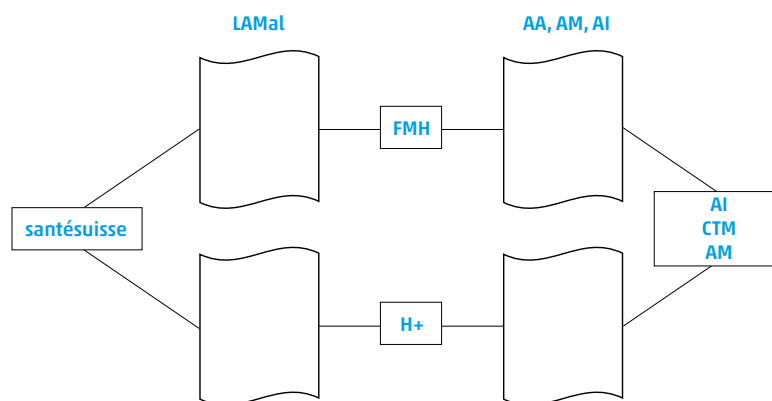 LAMal
AA, AM, AI
FMH
santésuisse
AI
CTM
AM
H+